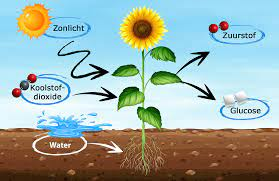 Zonlicht
Zuurstof
Koolstof-
dioxide
Glucose
Water